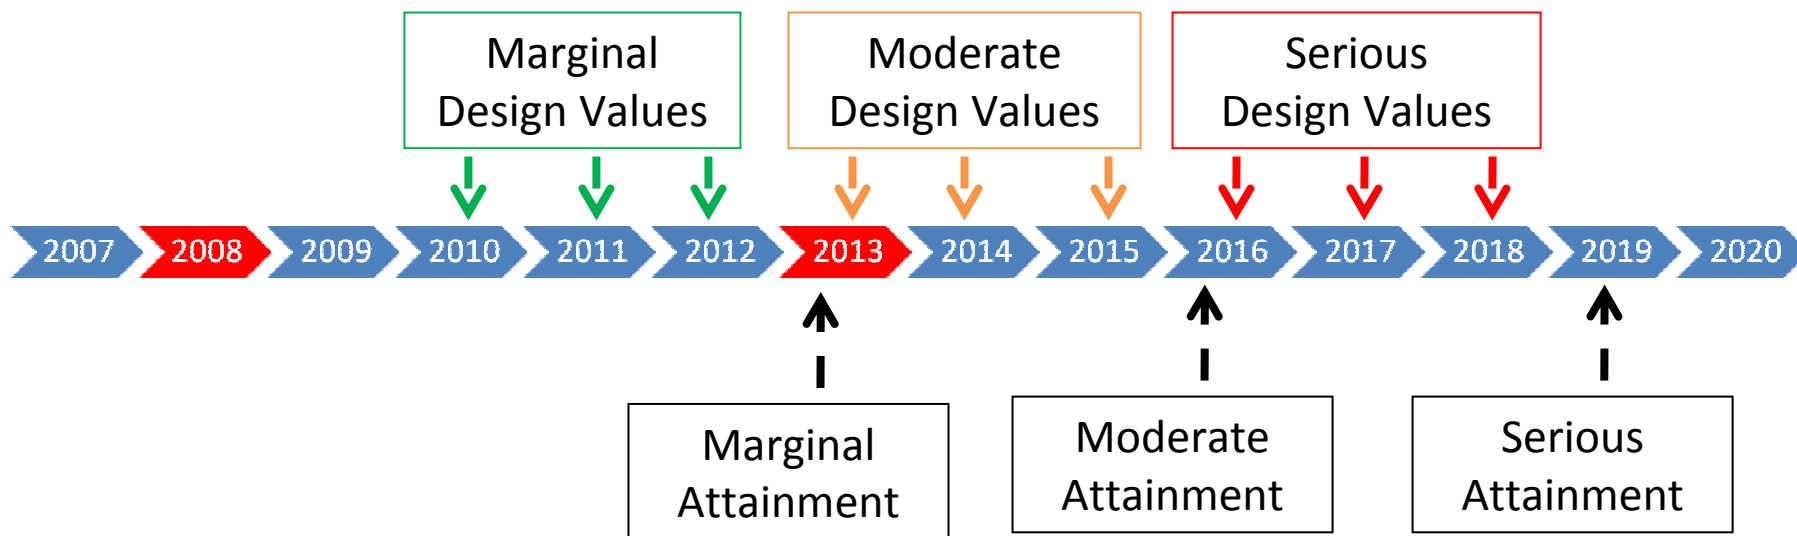 Marginal
Design Values
Moderate
Design Values
Serious
Design Values
2007 2008 2009 2010 2011 2012 2013 2014 2015 2016 2017 2018 2019 2020
Marginal
Attainment
Moderate
Attainment
Serious
Attainment